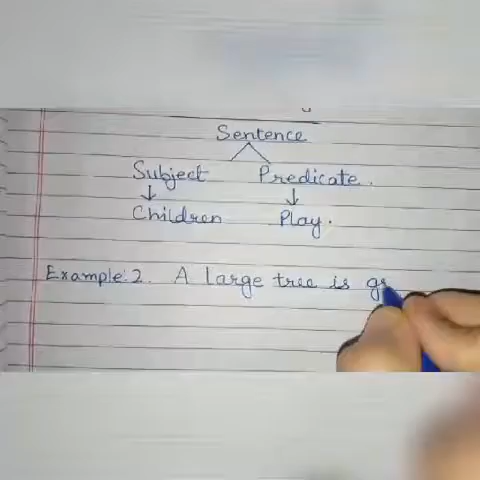 Sentence
Subject Predicate.
Children Play.
Example:2. A large tree is